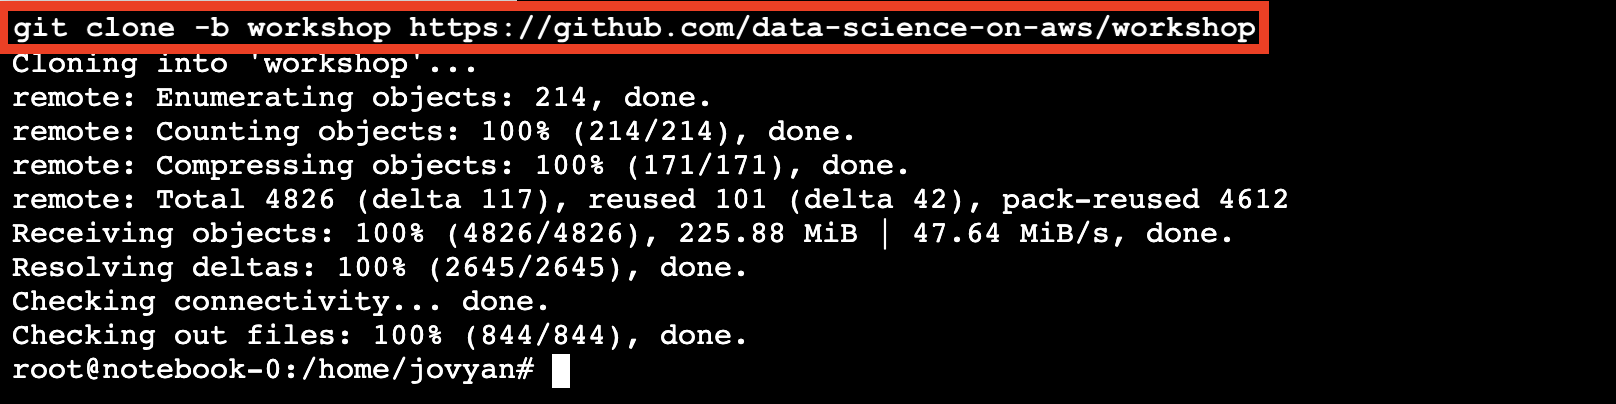 git clone -b workshop https://github.com/data-science-on-aws/workshop
Cloning into 'workshop'...
remote: Enumerating objects: 214, done.
remote: Counting objects: 100% (214/214), done.
remote: Compressing objects: 100% (171/171), done.
remote: Total 4826 (delta 117), reused 101 (delta 42), pack-reused 4612
Receiving objects: 100% (4826/4826), 225.88 MiB | 47.64 MiB/s, done.
Resolving deltas: 100% (2645/2645), done.
Checking connectivity... done.
Checking out files: 100% (844/844), done.
root@notebook-0:/home/jovyan#